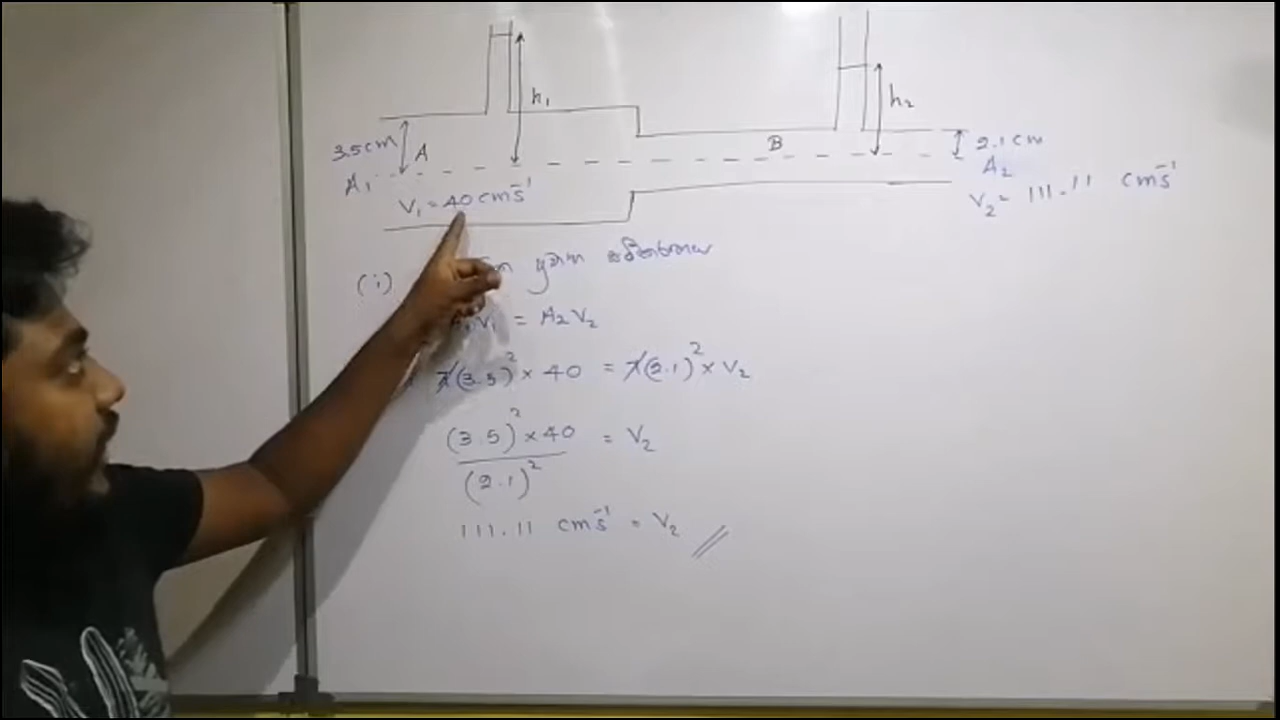 h₁
h₂
3.5cm
A
B
2.1cm
A₁
A₂
V₁ = 40 cms⁻¹
V₂ = 111.11 cms⁻¹
(i)
A₁V₁ = A₂V₂
π(3.5)² × 40 = π(2.1)² × V₂
(3.5)² × 40 = V₂
(2.1)²
111.11 cms⁻¹ = V₂